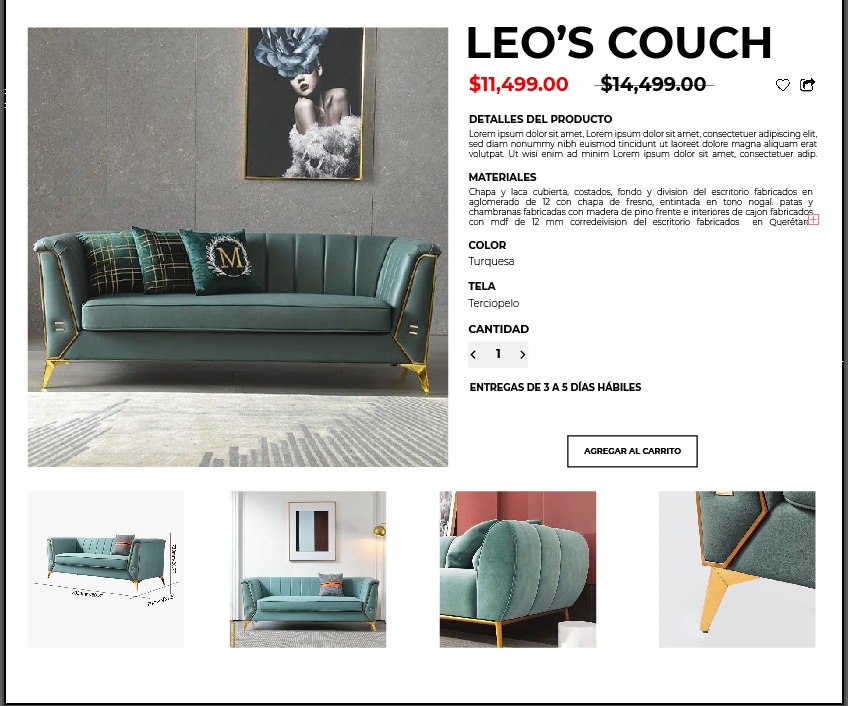 LEO’S COUCH
$11,499.00 $14,499.00
DETALLES DEL PRODUCTO
Lorem ipsum dolor sit amet, Lorem ipsum dolor sit amet, consectetuer adipiscing elit,
sed diam nonummy nibh euismod tincidunt ut laoreet dolore magna aliquam erat
volutpat. Ut wisi enim ad minim Lorem ipsum dolor sit amet, consectetuer adip.
MATERIALES
Chapa y laca cubierta, costados, fondo y division del escritorio fabricados en
aglomerado de 12 con chapa de fresno, entintada en tono nogal. patas y
chambranas fabricadas con madera de pino frente e interiores de cajon fabricados
con mdf de 12 mm corredeivision del escritorio fabricados en
COLOR
Turquesa
TELA
Terciopelo
CANTIDAD
1
ENTREGAS DE 3 A 5 DÍAS HÁBILES
AGREGAR AL CARRITO
M